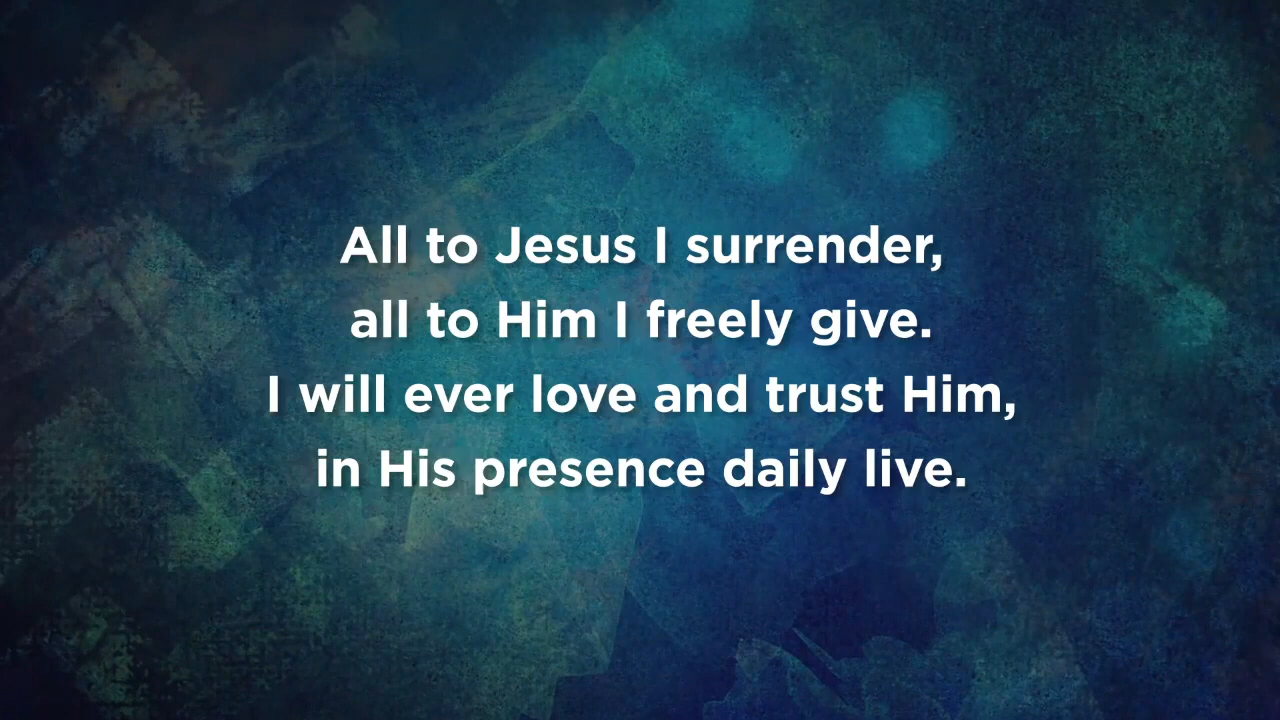 All to Jesus I surrender,
all to Him I freely give.
I will ever love and trust Him,
in His presence daily live.